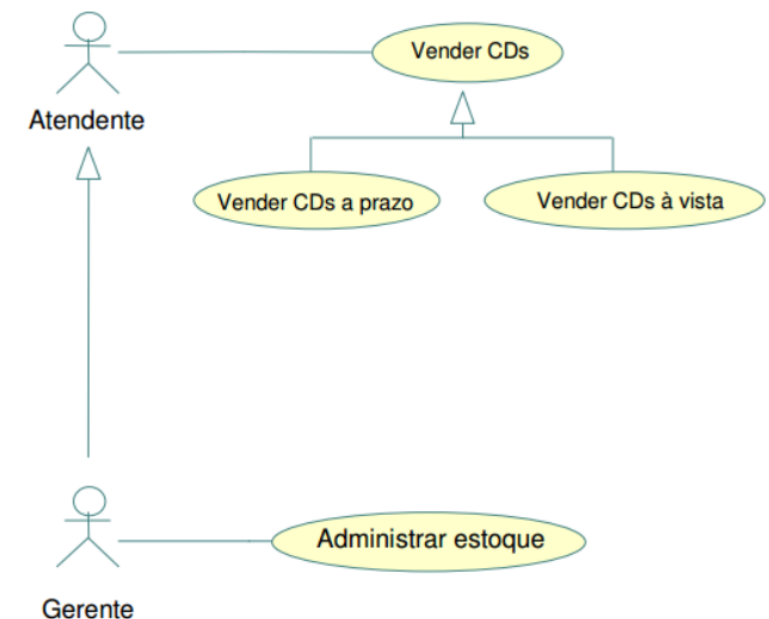 Vender CDs
Atendente
Vender CDs a prazo
Vender CDs à vista
Administrar estoque
Gerente